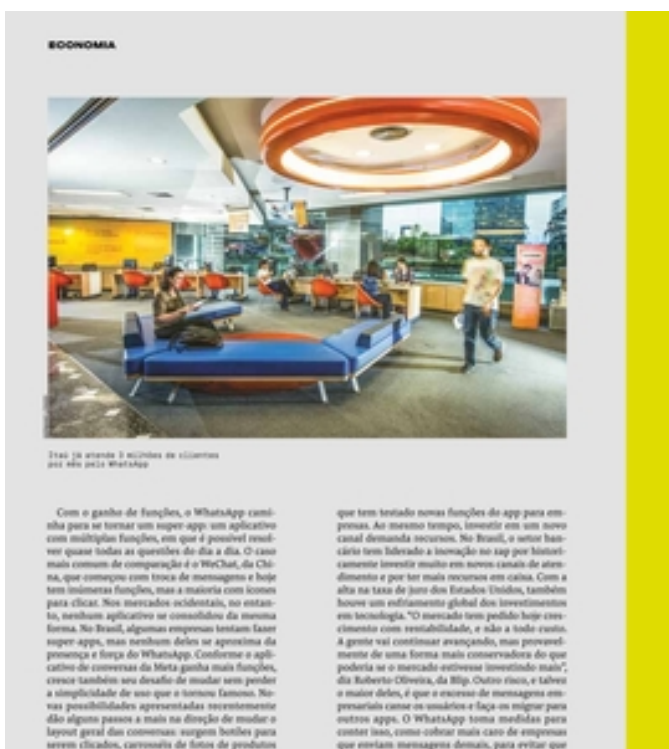 ECONOMIA
Itaú já atende 3 milhões de clientes
por mês pelo WhatsApp
Com o ganho de funções, o WhatsApp cami-
nha para se tornar um super-app: um aplicativo
com múltiplas funções, em que é possível resol-
ver quase todas as questões do dia a dia. O caso
mais comum de comparação é o WeChat, da Chi-
na, que começou com troca de mensagens e hoje
tem inúmeras funções, mas a maioria com ícones
para clicar. Nos mercados ocidentais, no entan-
to, nenhum aplicativo se consolidou da mesma
forma. No Brasil, algumas empresas tentam fazer
super-apps, mas nenhum deles se aproxima da
presença e força do WhatsApp. Conforme o apli-
cativo de conversas da Meta ganha mais funções,
cresce também seu desafio de mudar sem perder
a simplicidade de uso que o tornou famoso. No-
vas possibilidades apresentadas recentemente
dão alguns passos a mais na direção de mudar o
layout geral das conversas: surgem botões para
serem clicados, carrosséis de fotos de produtos
que tem testado novas funções do app para em-
presas. Ao mesmo tempo, investir em um novo
canal demanda recursos. No Brasil, o setor ban-
cário tem liderado a inovação no zap por histori-
camente investir muito em novos canais de aten-
dimento e por ter mais recursos em caixa. Com a
alta na taxa de juro dos Estados Unidos, também
houve um esfriamento global dos investimentos
em tecnologia. "O mercado tem pedido hoje cres-
cimento com rentabilidade, e não a todo custo.
A gente vai continuar avançando, mas provavel-
mente de uma forma mais conservadora do que
poderia se o mercado estivesse investindo mais",
diz Roberto Oliveira, da Blip. Outro risco, e talvez
o maior deles, é que o excesso de mensagens em-
presariais canse os usuários e faça os migrar para
outros apps. O WhatsApp toma medidas para
conter isso, como cobrar mais caro de empresas
que enviam mensagens demais, para evitar que